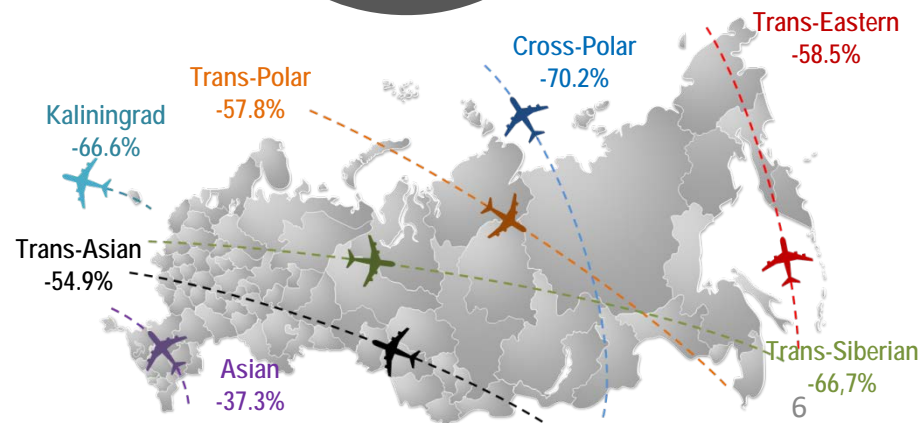 Trans-Eastern
-58.5%
Cross-Polar
-70.2%
Trans-Polar
-57.8%
Kaliningrad
-66.6%
Trans-Asian
-54.9%
Asian
-37.3%
Trans-Siberian
-66,7%
6